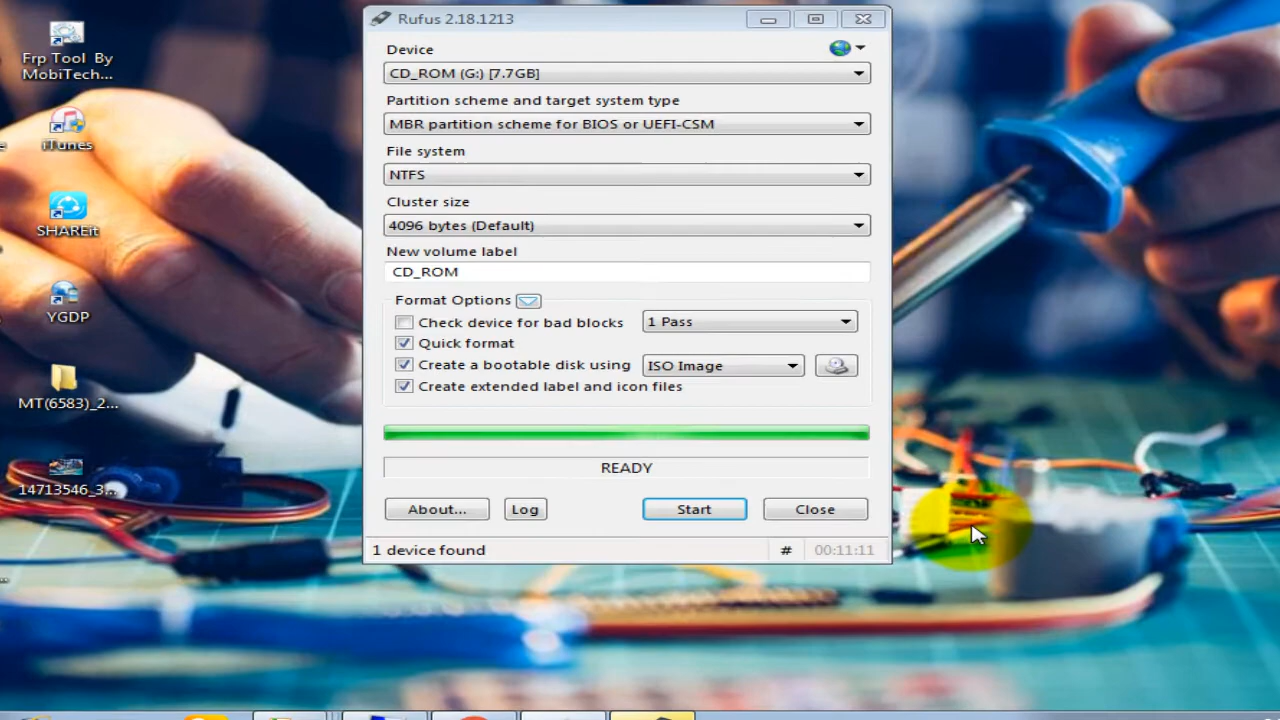 Rufus 2.18.1213
Frp Tool By
MobiTech...
iTunes
SHAREit
YGDP
MT(6583)_2...
14713546_3...
Device
CD_ROM (G:) [7.7GB]
Partition scheme and target system type
MBR partition scheme for BIOS or UEFI-CSM
File system
NTFS
Cluster size
4096 bytes (Default)
New volume label
CD_ROM
Format Options
Check device for bad blocks 1 Pass
Quick format
Create a bootable disk using ISO Image
Create extended label and icon files
READY
About... Log Start Close
1 device found # 00:11:11